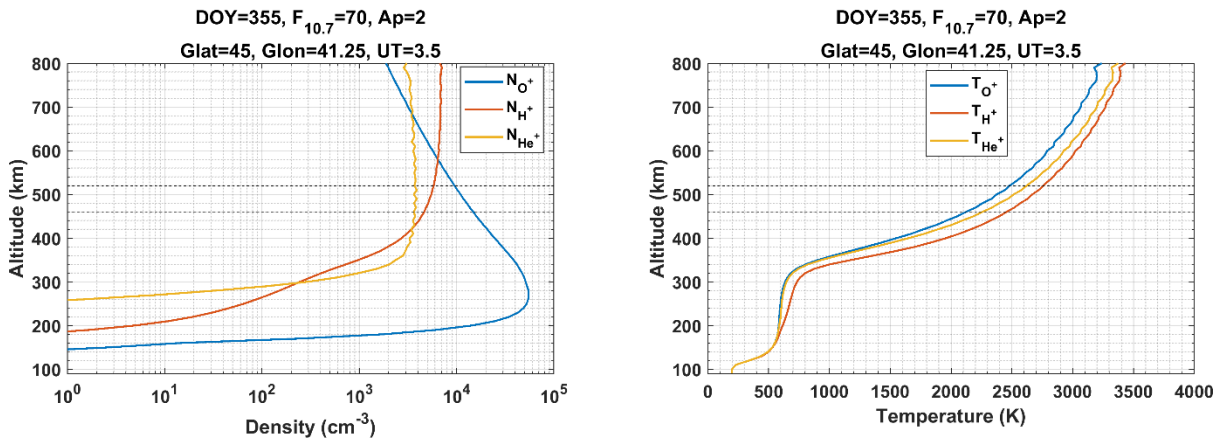 DOY=355, F10.7=70, Ap=2
Glat=45, Glon=41.25, UT=3.5
800
700
600
500
400
300
200
100
Altitude (km)
NO+
NH+
NHe+
10^0
10^1
10^2
10^3
10^4
10^5
Density (cm^-3)
DOY=355, F10.7=70, Ap=2
Glat=45, Glon=41.25, UT=3.5
800
700
600
500
400
300
200
100
Altitude (km)
TO+
TH+
THe+
0
500
1000
1500
2000
2500
3000
3500
4000
Temperature (K)